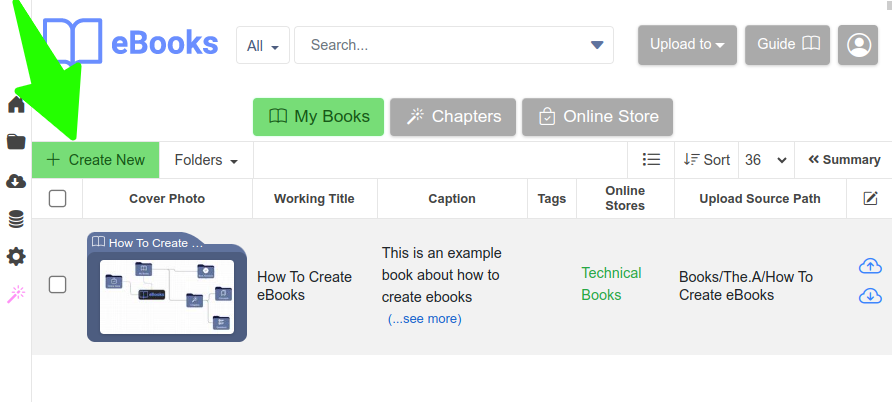 eBooks
All
Search...
Upload to
Guide
My Books
Chapters
Online Store
+ Create New
Folders
Sort
36
« Summary
Cover Photo
Working Title
Caption
Tags
Online
Stores
Upload Source Path
How To Create ...
eBooks
How To Create
eBooks
This is an example
book about how to
create ebooks
(...see more)
Technical
Books
Books/The.A/How To
Create eBooks